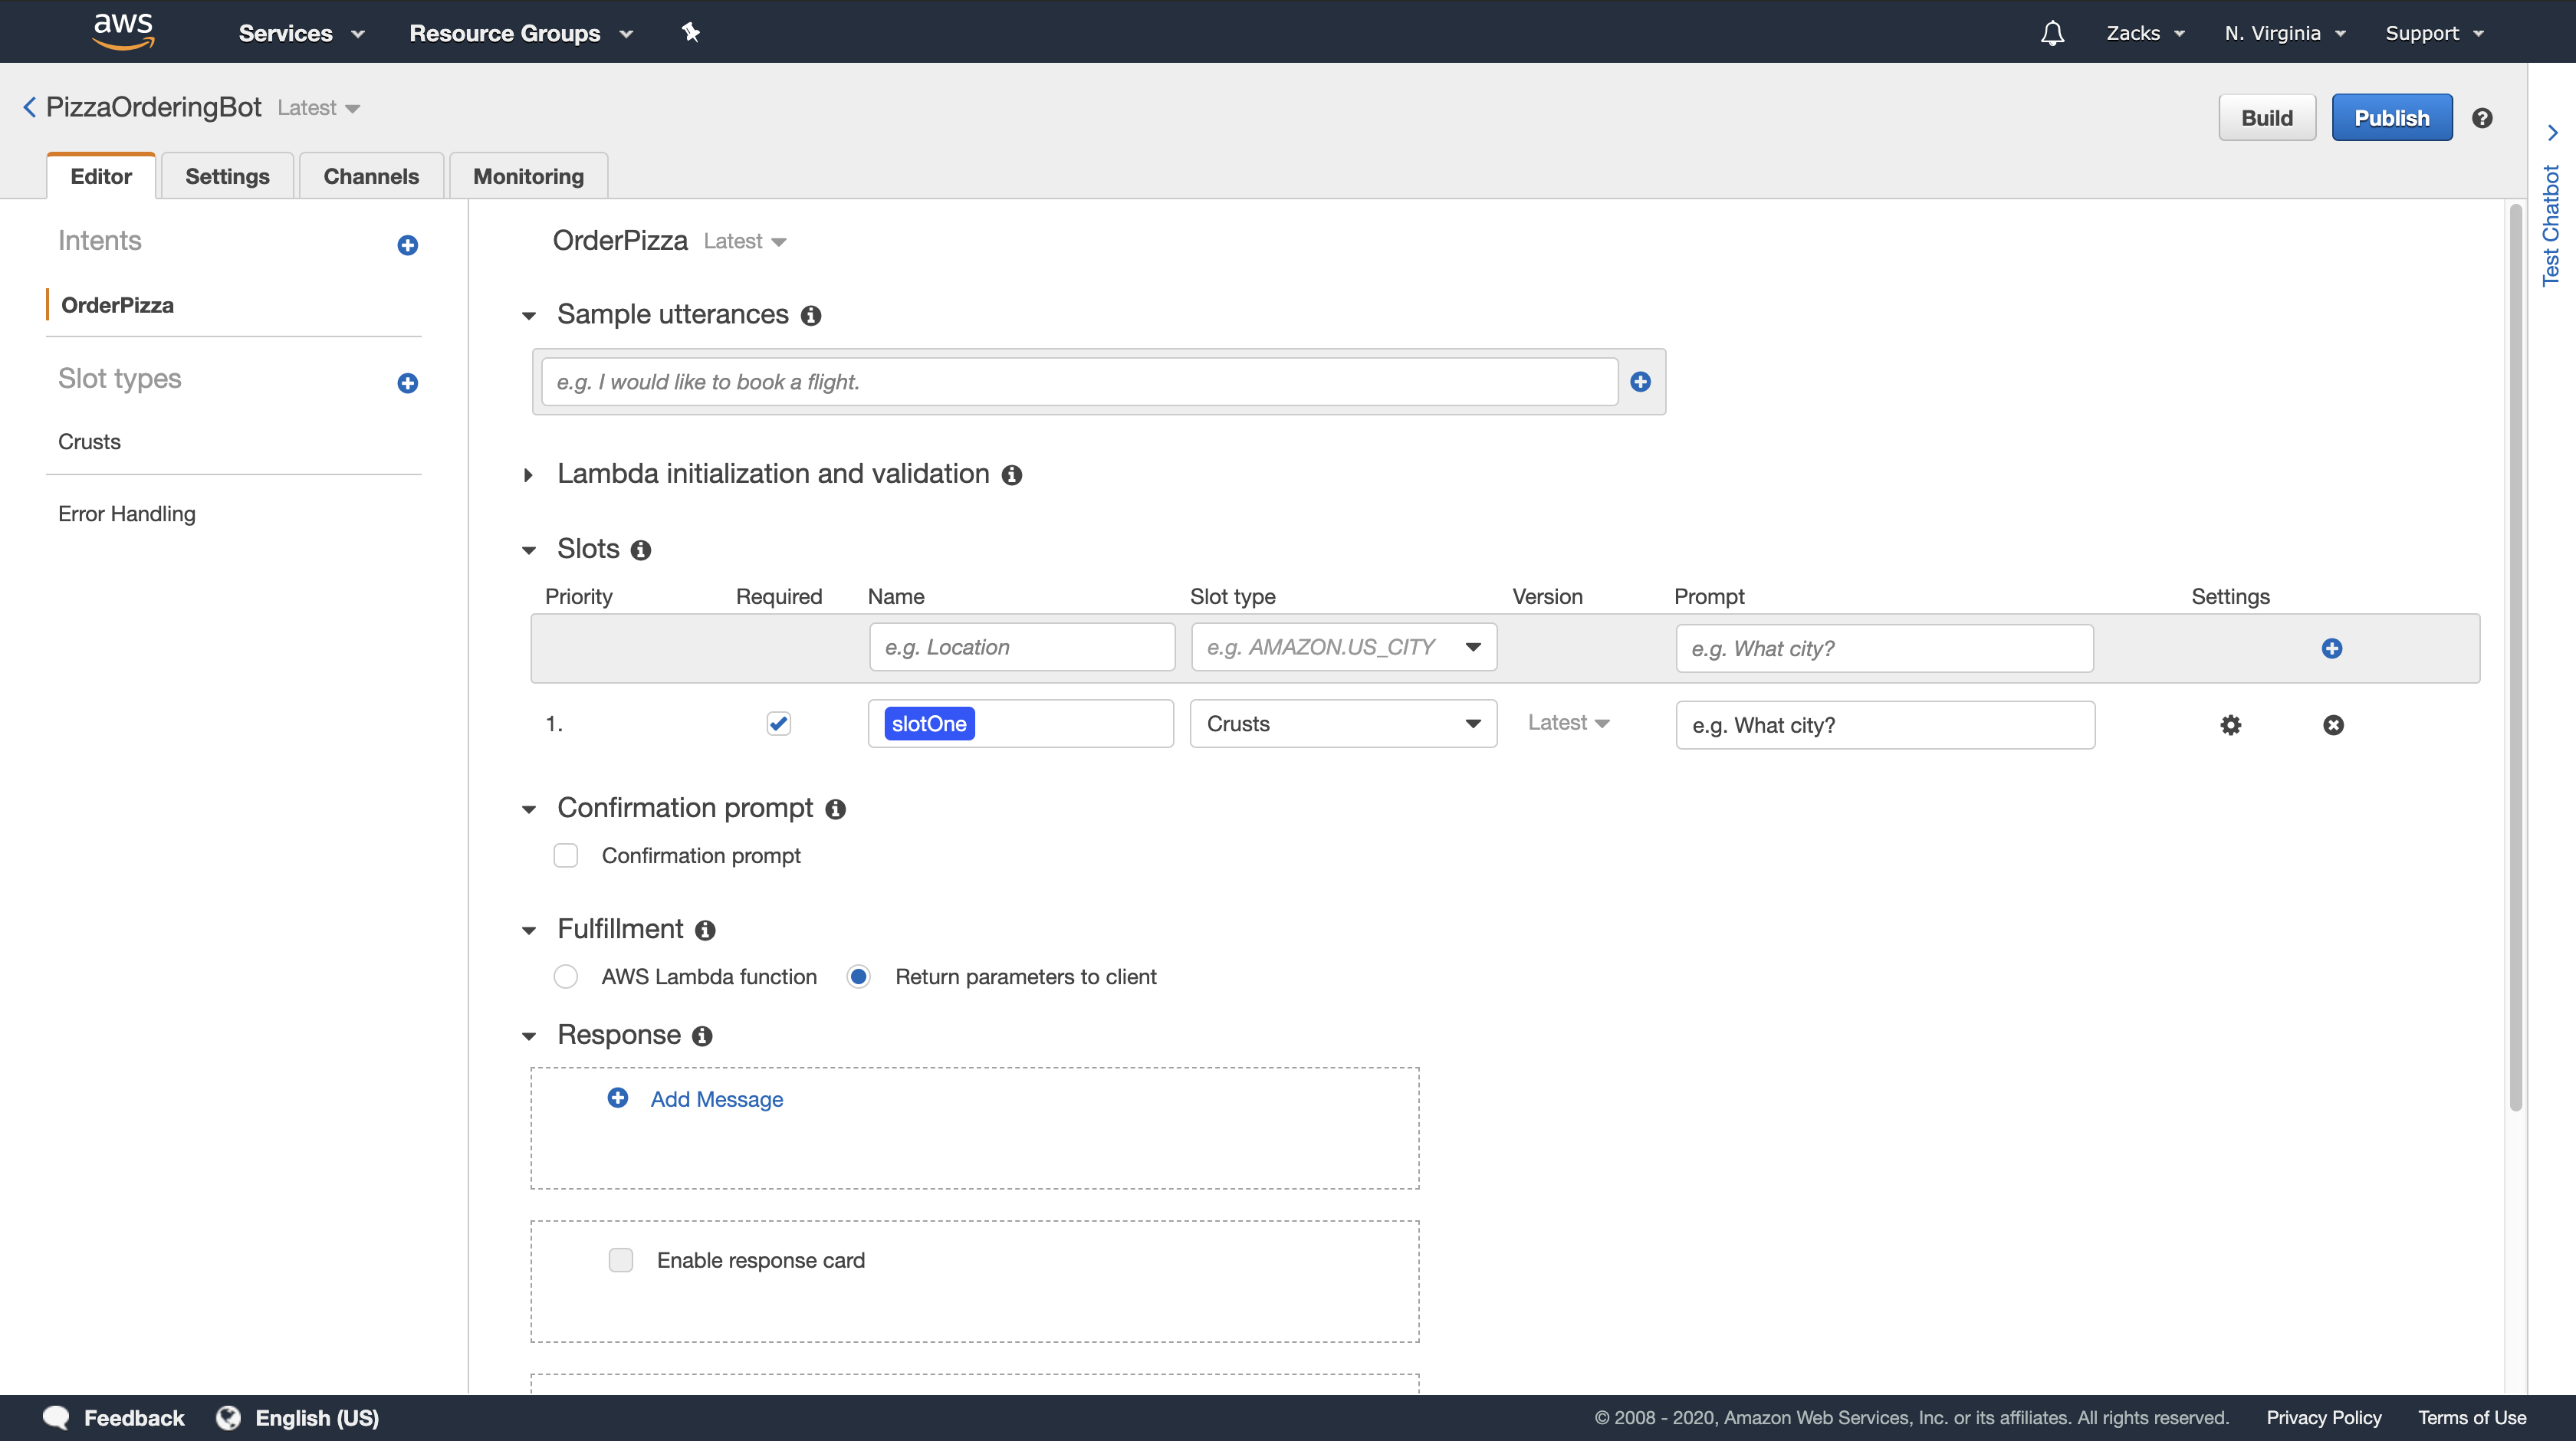 aws Services Resource Groups Zacks N. Virginia Support
PizzaOrderingBot Latest
Build Publish ?
Test Chatbot
Editor Settings Channels Monitoring
Intents
OrderPizza
Slot types
Crusts
Error Handling
OrderPizza Latest
Sample utterances
e.g. I would like to book a flight.
Lambda initialization and validation
Slots
Priority Required Name Slot type Version Prompt Settings
e.g. Location e.g. AMAZON.US_CITY e.g. What city?
1. slotOne Crusts Latest e.g. What city?
Confirmation prompt
Confirmation prompt
Fulfillment
AWS Lambda function Return parameters to client
Response
Add Message
Enable response card
Feedback English (US) © 2008 - 2020, Amazon Web Services, Inc. or its affiliates. All rights reserved. Privacy Policy Terms of Use